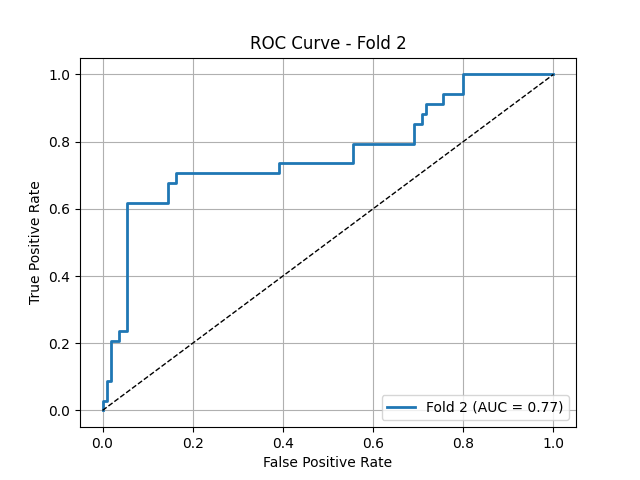 ROC Curve - Fold 2
True Positive Rate
1.0
0.8
0.6
0.4
0.2
0.0
Fold 2 (AUC = 0.77)
0.0 0.2 0.4 0.6 0.8 1.0
False Positive Rate